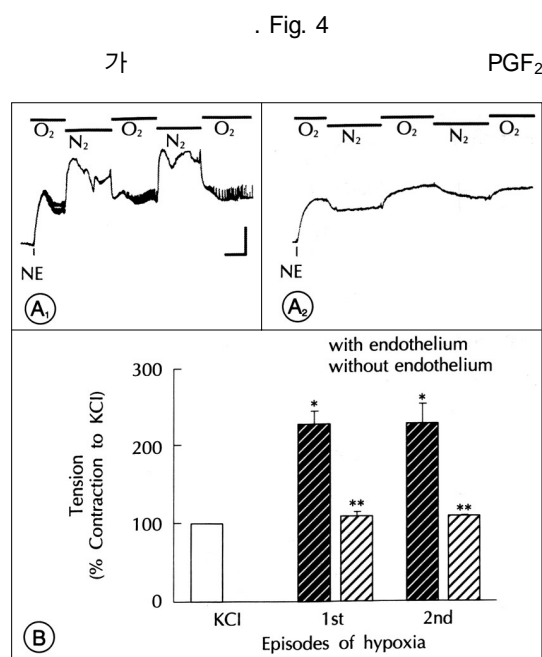 . Fig. 4
가 PGF2
O2 N2 O2 N2 O2
NE
A1
O2 N2 O2 N2 O2
NE
A2
with endothelium
without endothelium
Tension
(% Contraction to KCl)
300
200
100
0
*
**
*
**
KCl 1st 2nd
Episodes of hypoxia
B